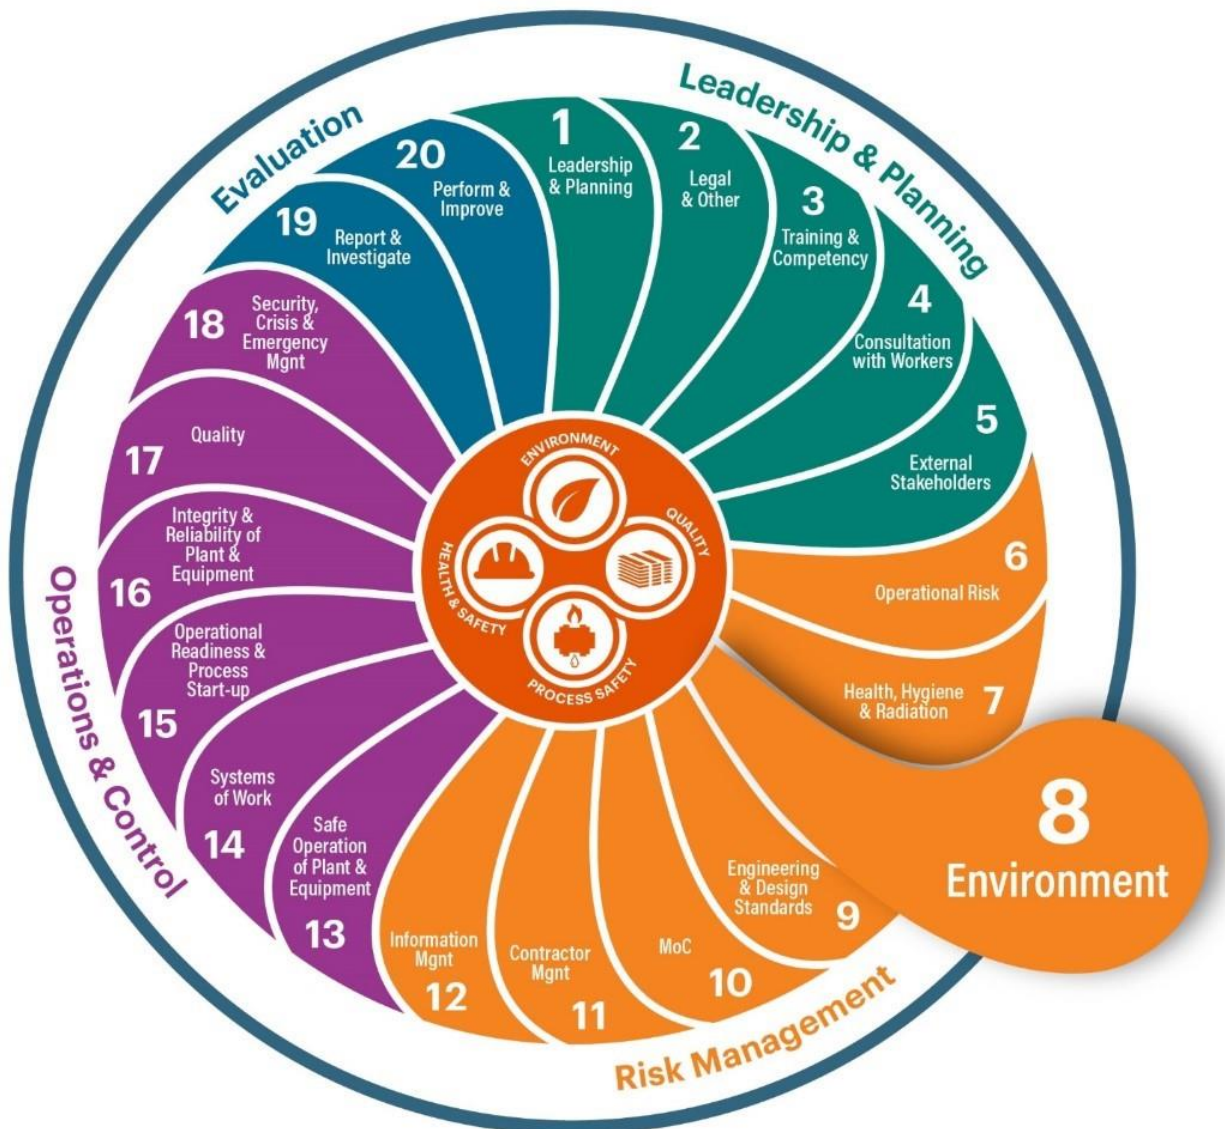 Leadership & Planning
1
Leadership
& Planning
2
Legal
& Other
3
Training &
Competency
4
Consultation
with Workers
5
External
Stakeholders
Risk Management
6
Operational Risk
7
Health, Hygiene
& Radiation
8
Environment
9
Engineering
& Design
Standards
10
MoC
11
Contractor
Mgnt
12
Information
Mgnt
Operations & Control
13
Safe
Operation
of Plant &
Equipment
14
Systems
of Work
15
Operational
Readiness &
Process
Start-up
16
Integrity &
Reliability of
Plant &
Equipment
17
Quality
18
Security,
Crisis &
Emergency
Mgnt
Evaluation
19
Report &
Investigate
20
Perform &
Improve
ENVIRONMENT
QUALITY
PROCESS SAFETY
HEALTH & SAFETY